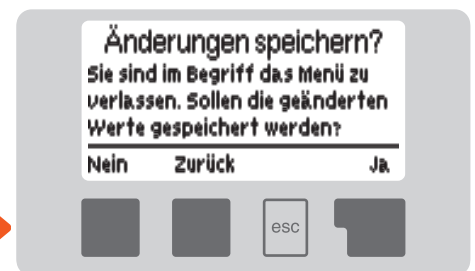 Änderungen speichern?
Sie sind im Begriff das Menü zu
verlassen. Sollen die geänderten
Werte gespeichert werden?
Nein Zurück Ja
esc